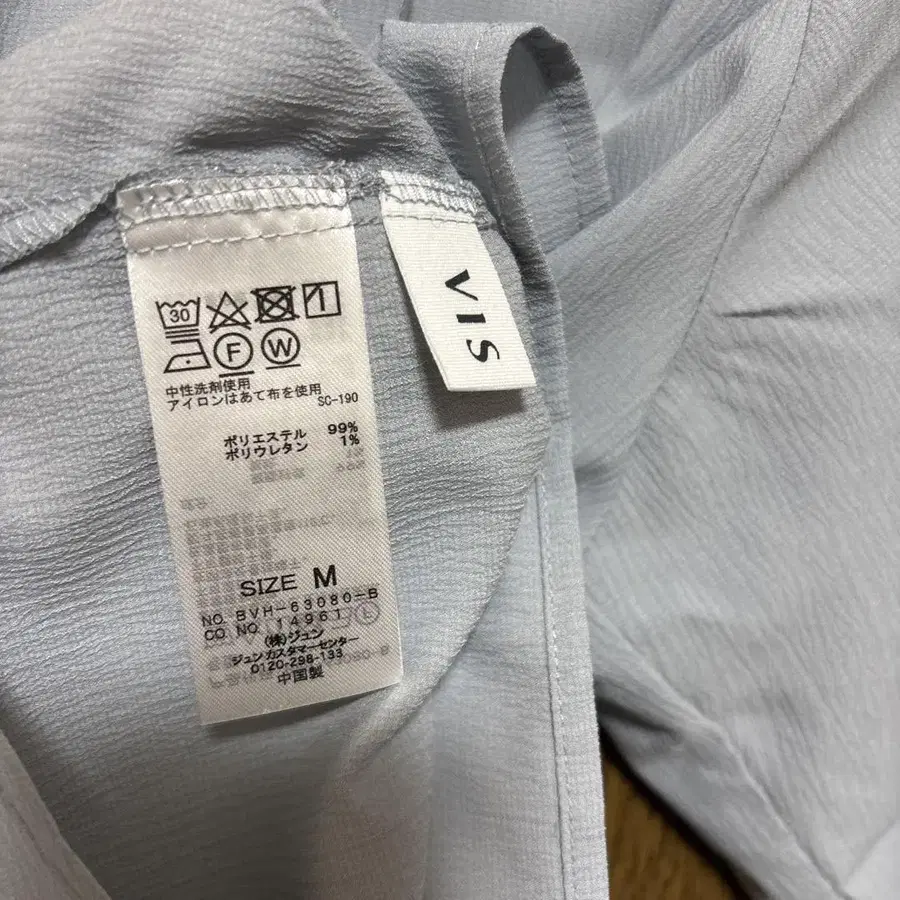 30
F W
中性洗剤使用
アイロンはあて布を使用
SC-190
ポリエステル 99%
ポリウレタン 1%
SIZE M
NO. BVH-63080-B
CO. NO. 14961
(株)ジュン
ジュンカスタマーセンター
0120-298-133
中国製
VIS